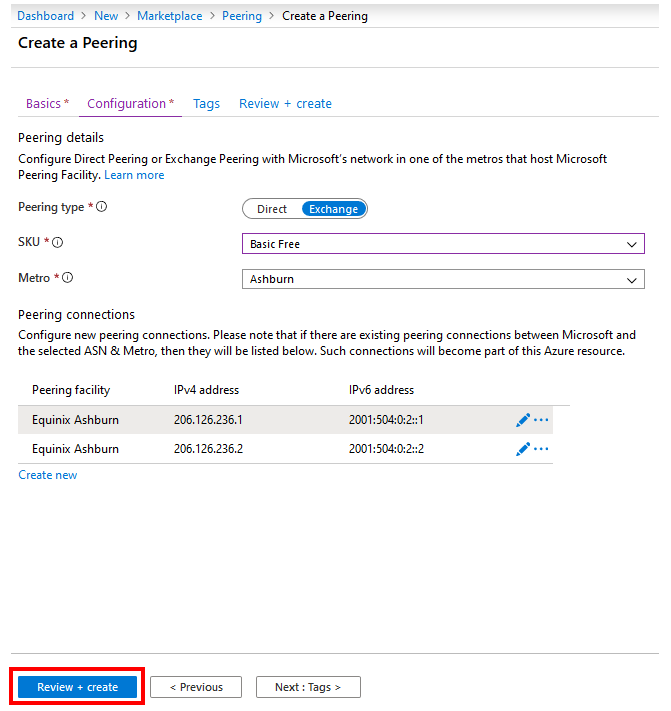 Dashboard > New > Marketplace > Peering > Create a Peering
Create a Peering
Basics * Configuration * Tags Review + create
Peering details
Configure Direct Peering or Exchange Peering with Microsoft's network in one of the metros that host Microsoft
Peering Facility. Learn more
Peering type * Direct Exchange
SKU * Basic Free
Metro * Ashburn
Peering connections
Configure new peering connections. Please note that if there are existing peering connections between Microsoft and
the selected ASN & Metro, then they will be listed below. Such connections will become part of this Azure resource.
Peering facility IPv4 address IPv6 address
Equinix Ashburn 206.126.236.1 2001:504:0:2::1
Equinix Ashburn 206.126.236.2 2001:504:0:2::2
Create new
Review + create < Previous Next : Tags >